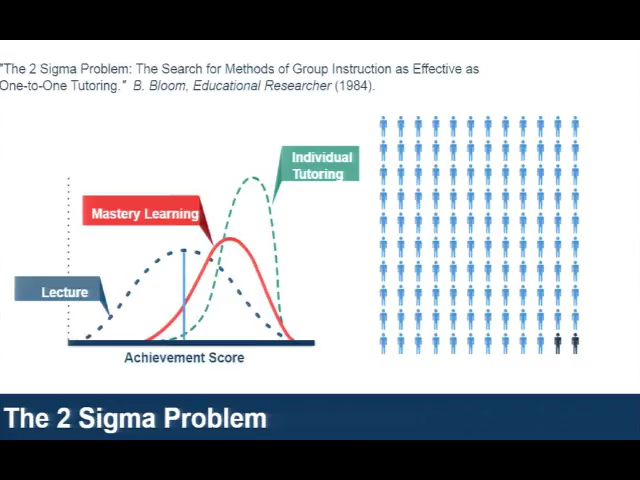 "The 2 Sigma Problem: The Search for Methods of Group Instruction as Effective as
One-to-One Tutoring." B. Bloom, Educational Researcher (1984).
Individual
Tutoring
Mastery Learning
Lecture
Achievement Score
The 2 Sigma Problem